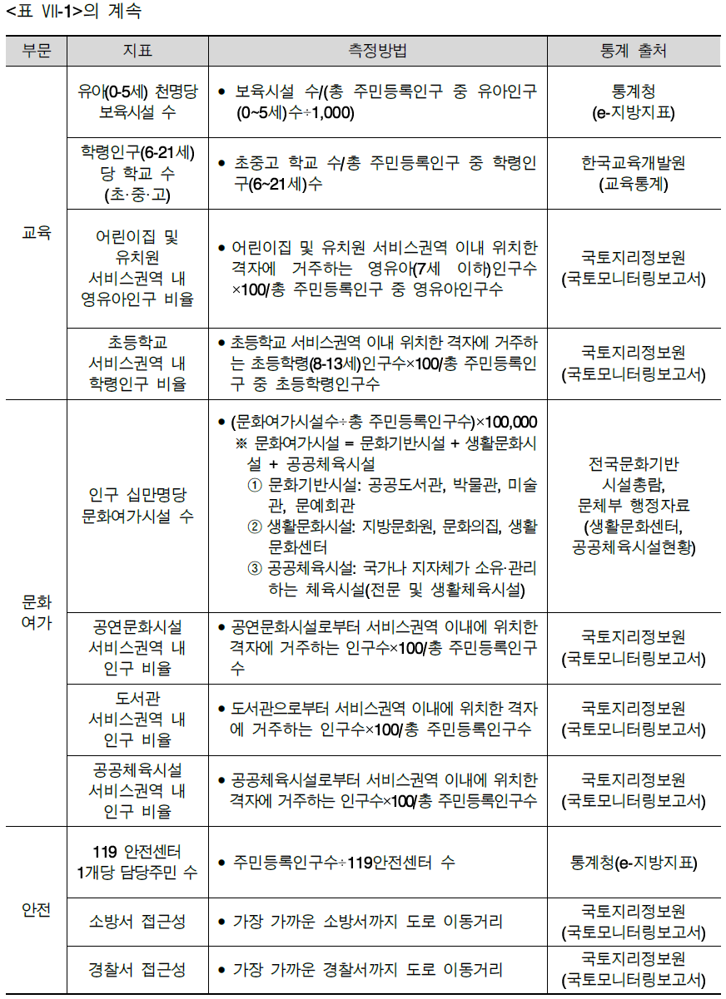 <표 Ⅶ-1>의 계속
부문
지표
측정방법
통계 출처
교육
유아(0-5세) 천명당
보육시설 수
● 보육시설 수/(총 주민등록인구 중 유아인구
(0~5세)수÷1,000)
통계청
(e-지방지표)
학령인구(6-21세)
당 학교 수
(초·중·고)
● 초중고 학교 수/총 주민등록인구 중 학령인
구(6~21세)수
한국교육개발원
(교육통계)
어린이집 및
유치원
서비스권역 내
영유아인구 비율
● 어린이집 및 유치원 서비스권역 이내 위치한
격자에 거주하는 영유아(7세 이하)인구수
×100/총 주민등록인구 중 영유아인구수
국토지리정보원
(국토모니터링보고서)
초등학교
서비스권역 내
학령인구 비율
● 초등학교 서비스권역 이내 위치한 격자에 거주하
는 초등학령(8-13세)인구수×100/총 주민등록인
구 중 초등학령인구수
국토지리정보원
(국토모니터링보고서)
문화
여가
인구 십만명당
문화여가시설 수
● (문화여가시설수÷총 주민등록인구수)×100,000
※ 문화여가시설 = 문화기반시설 + 생활문화시
설 + 공공체육시설
① 문화기반시설: 공공도서관, 박물관, 미술
관, 문예회관
② 생활문화시설: 지방문화원, 문화의집, 생활
문화센터
③ 공공체육시설: 국가나 지자체가 소유·관리
하는 체육시설(전문 및 생활체육시설)
전국문화기반
시설총람,
문체부 행정자료
(생활문화센터,
공공체육시설현황)
공연문화시설
서비스권역 내
인구 비율
● 공연문화시설로부터 서비스권역 이내에 위치한
격자에 거주하는 인구수×100/총 주민등록인구
수
국토지리정보원
(국토모니터링보고서)
도서관
서비스권역 내
인구 비율
● 도서관으로부터 서비스권역 이내에 위치한 격자
에 거주하는 인구수×100/총 주민등록인구수
국토지리정보원
(국토모니터링보고서)
공공체육시설
서비스권역 내
인구 비율
● 공공체육시설로부터 서비스권역 이내에 위치한
격자에 거주하는 인구수×100/총 주민등록인구수
국토지리정보원
(국토모니터링보고서)
안전
119 안전센터
1개당 담당주민 수
● 주민등록인구수÷119안전센터 수
통계청(e-지방지표)
소방서 접근성
● 가장 가까운 소방서까지 도로 이동거리
국토지리정보원
(국토모니터링보고서)
경찰서 접근성
● 가장 가까운 경찰서까지 도로 이동거리
국토지리정보원
(국토모니터링보고서)